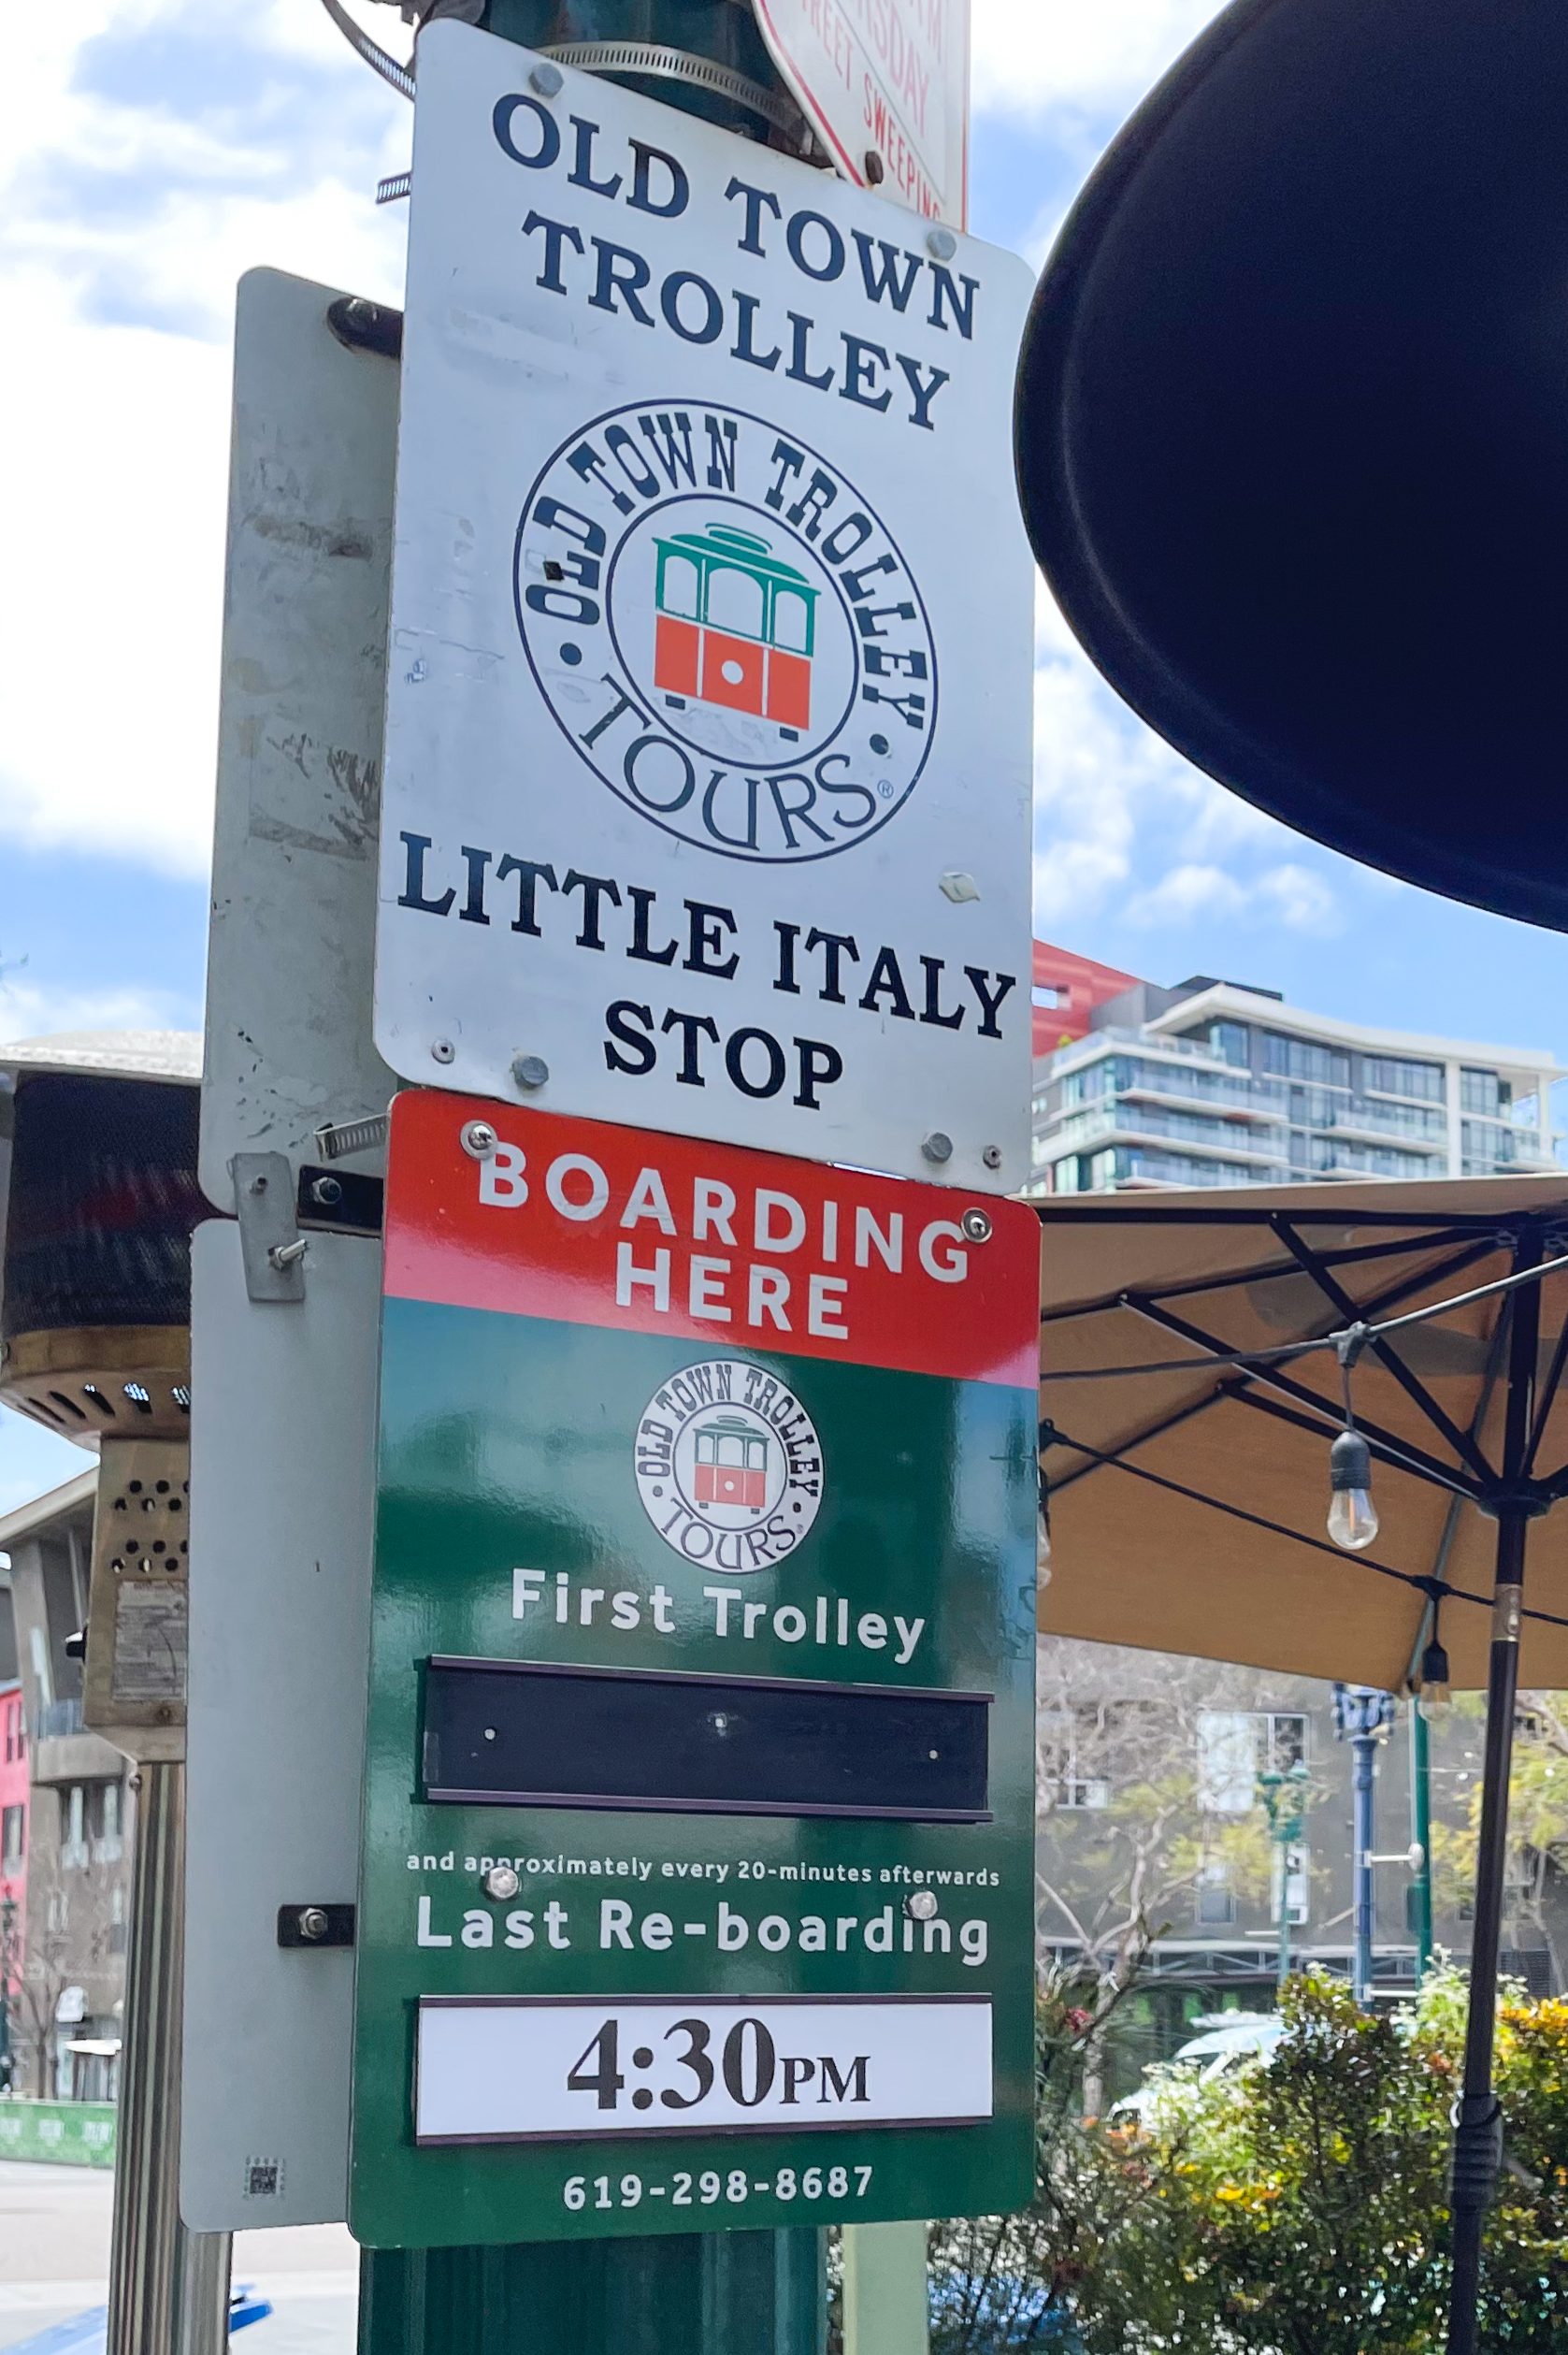 SWEEPING
OLD TOWN
TROLLEY
OLD TOWN TROLLEY
• TOURS •
®
LITTLE ITALY
STOP
BOARDING
HERE
OLD TOWN TROLLEY
• TOURS •
First Trolley
and approximately every 20-minutes afterwards
Last Re-boarding
4:30PM
619-298-8687